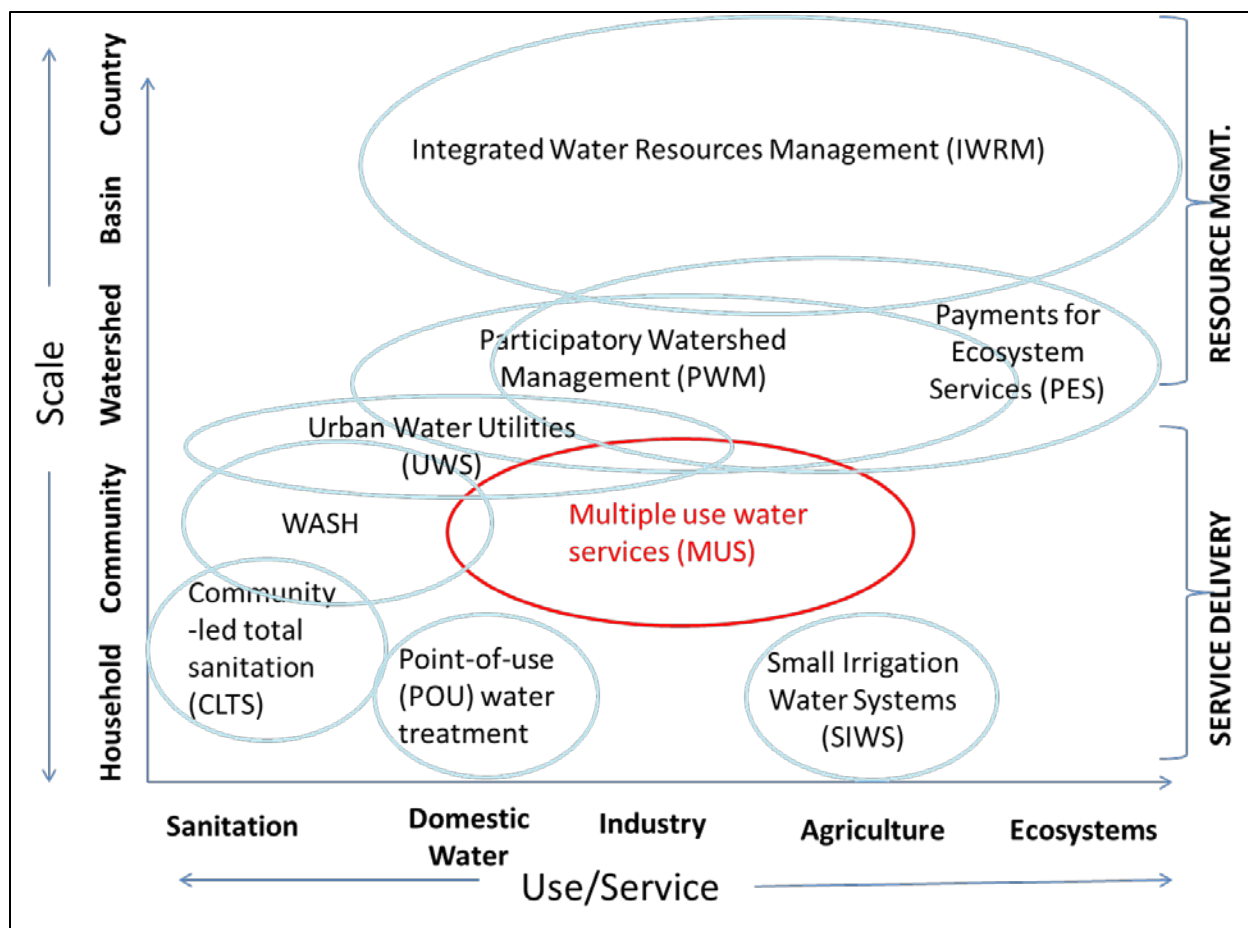 Country
Basin
Watershed
Community
Household
Scale
Integrated Water Resources Management (IWRM)
Participatory Watershed
Management (PWM)
Payments for
Ecosystem
Services (PES)
Urban Water Utilities
(UWS)
WASH
Multiple use water
services (MUS)
Community
-led total
sanitation
(CLTS)
Point-of-use
(POU) water
treatment
Small Irrigation
Water Systems
(SIWS)
RESOURCE MGMT.
SERVICE DELIVERY
Sanitation
Domestic
Water
Industry
Agriculture
Ecosystems
Use/Service